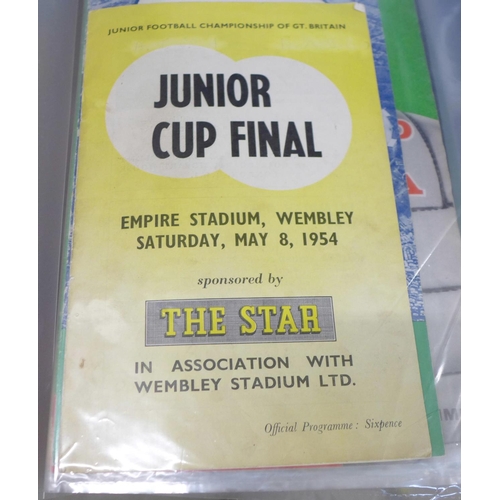 JUNIOR FOOTBALL CHAMPIONSHIP OF GT. BRITAIN
JUNIOR
CUP FINAL
EMPIRE STADIUM, WEMBLEY
SATURDAY, MAY 8, 1954
sponsored by
THE STAR
IN ASSOCIATION WITH
WEMBLEY STADIUM LTD.
Official Programme: Sixpence